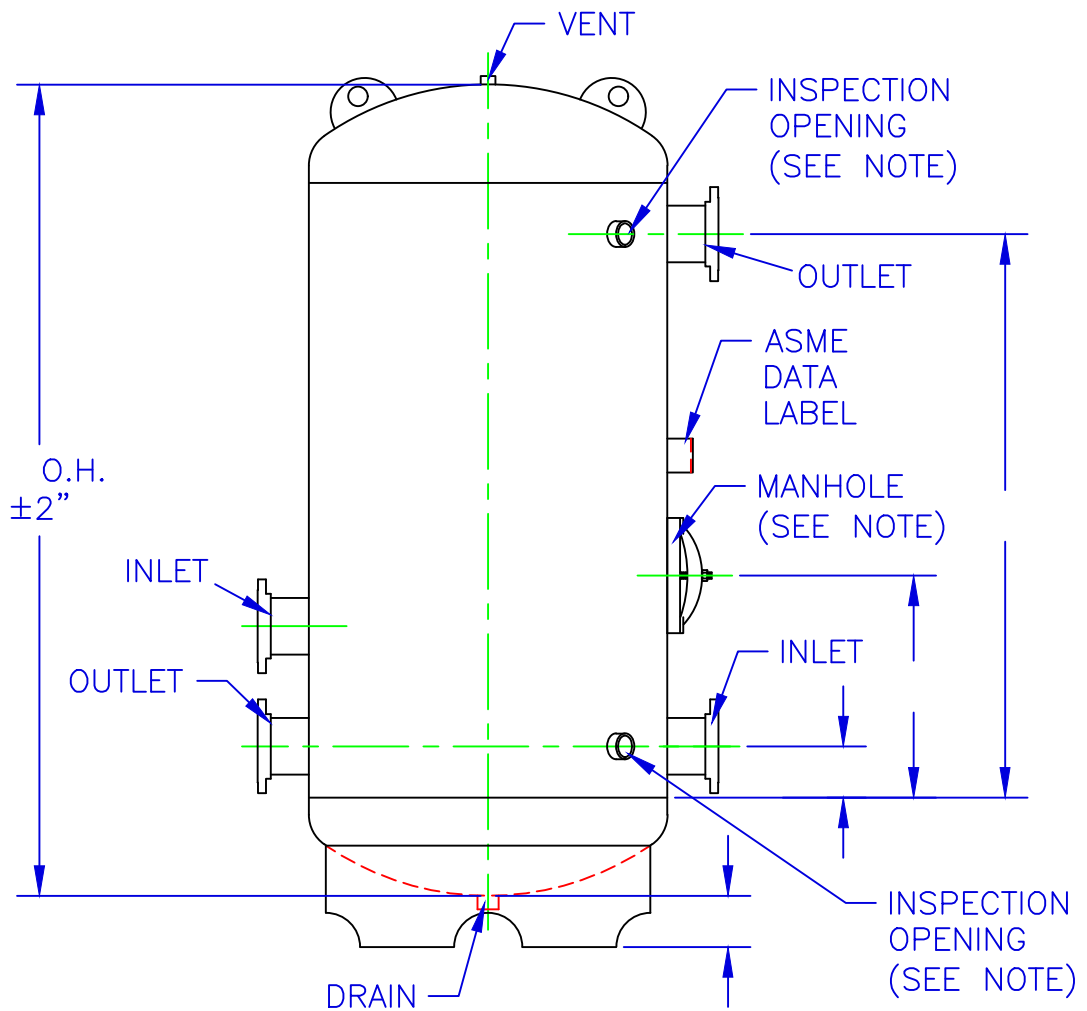 VENT
INSPECTION
OPENING
(SEE NOTE)
OUTLET
ASME
DATA
LABEL
O.H.
±2”
MANHOLE
(SEE NOTE)
INLET
INLET
OUTLET
INSPECTION
OPENING
(SEE NOTE)
DRAIN